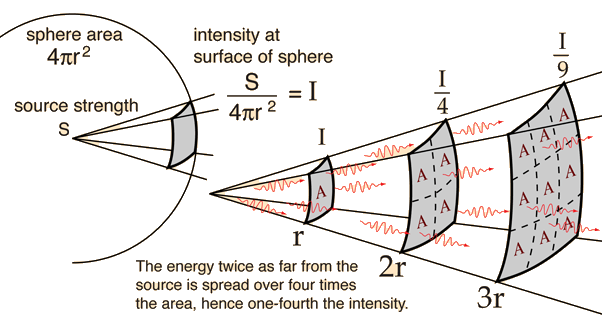 sphere area
4πr²
source strength
S
intensity at
surface of sphere
S
4πr² = I
I
A
r
I
4
A A
A A
2r
I
9
A A A
A A A
A A A
3r
The energy twice as far from the
source is spread over four times
the area, hence one-fourth the intensity.